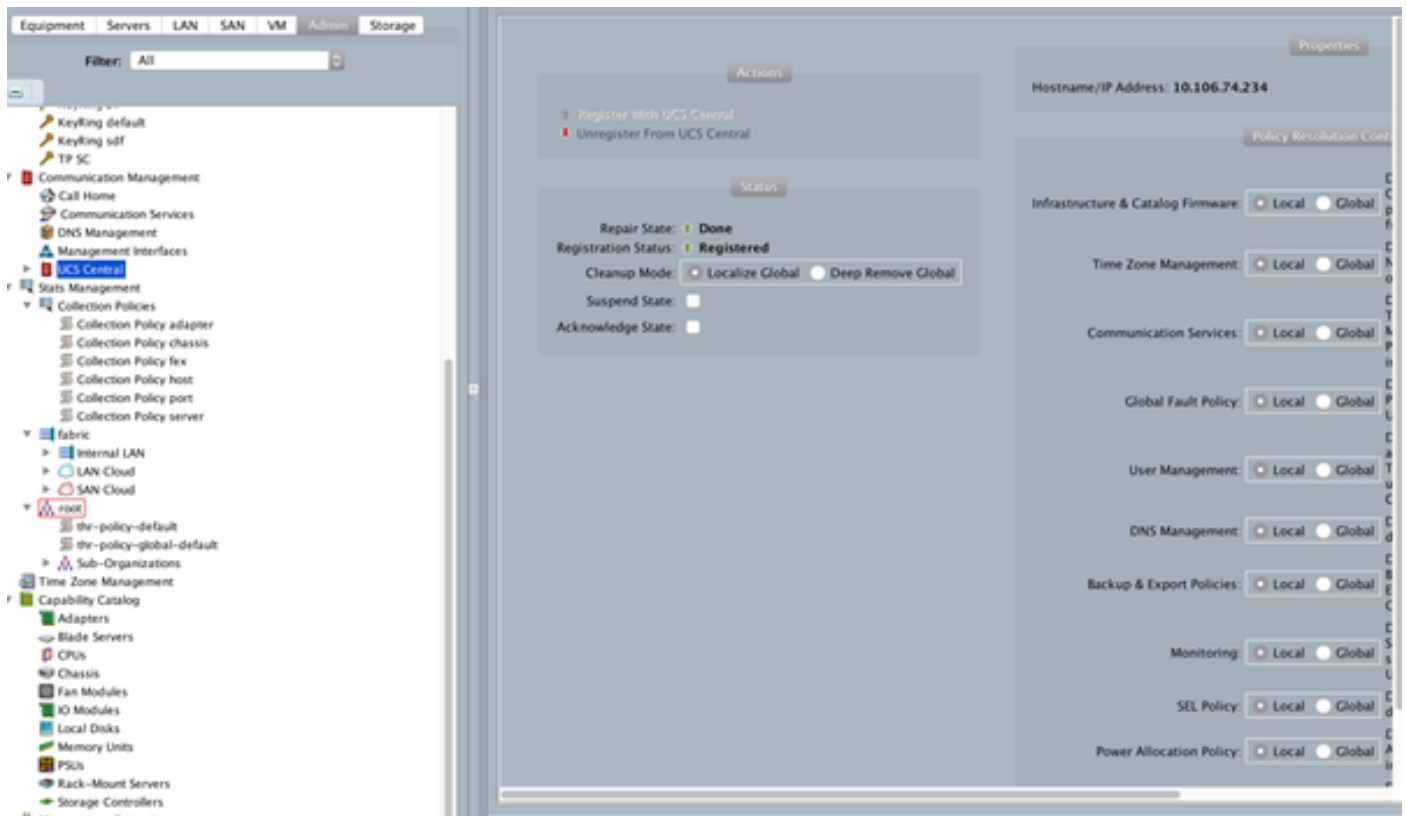 Equipment Servers LAN SAN VM Admin Storage
Filter: All
KeyRing default
KeyRing sdf
TP SC
Communication Management
Call Home
Communication Services
DNS Management
Management Interfaces
UCS Central
Stats Management
Collection Policies
Collection Policy adapter
Collection Policy chassis
Collection Policy fex
Collection Policy host
Collection Policy port
Collection Policy server
fabric
Internal LAN
LAN Cloud
SAN Cloud
root
thr-policy-default
thr-policy-global-default
Sub-Organizations
Time Zone Management
Capability Catalog
Adapters
Blade Servers
CPUs
Chassis
Fan Modules
IO Modules
Local Disks
Memory Units
PSUs
Rack-Mount Servers
Storage Controllers
Actions
Register With UCS Central
Unregister From UCS Central
Status
Repair State: Done
Registration Status: Registered
Cleanup Mode: Localize Global Deep Remove Global
Suspend State:
Acknowledge State:
Properties
Hostname/IP Address: 10.106.74.234
Policy Resolution Cont
Infrastructure & Catalog Firmware: Local Global
Time Zone Management: Local Global
Communication Services: Local Global
Global Fault Policy: Local Global
User Management: Local Global
DNS Management: Local Global
Backup & Export Policies: Local Global
Monitoring: Local Global
SEL Policy: Local Global
Power Allocation Policy: Local Global